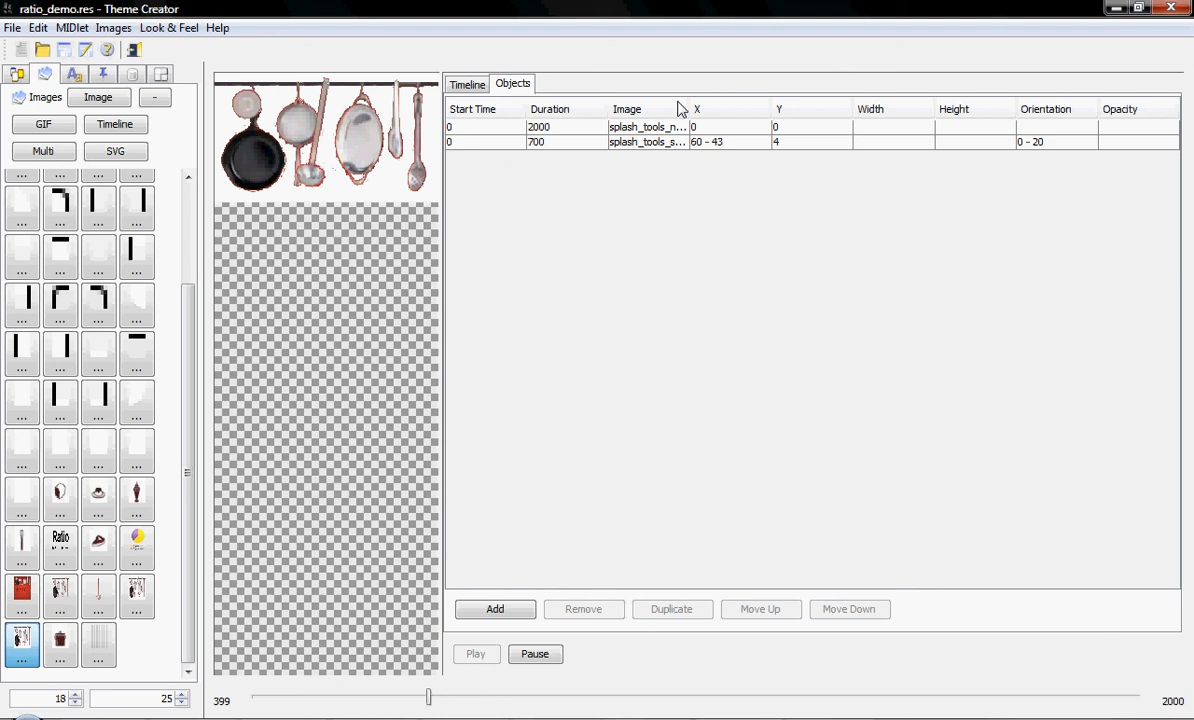 ratio_demo.res - Theme Creator
File Edit MIDlet Images Look & Feel Help
Images Image -
GIF Timeline
Multi SVG
... ... ... ...
... ... ... ...
... ... ... ...
... ... ... ...
... ... ... ...
... ... ... ...
... ... ... ...
... ... ... ...
Ratio
... ... ... ...
... ... ... ...
... ... ...
18 25
Timeline Objects
Start Time Duration Image X Y Width Height Orientation Opacity
0 2000 splash_tools_n... 0 0
0 700 splash_tools_s... 60 - 43 4 0 - 20
Add Remove Duplicate Move Up Move Down
Play Pause
399 2000